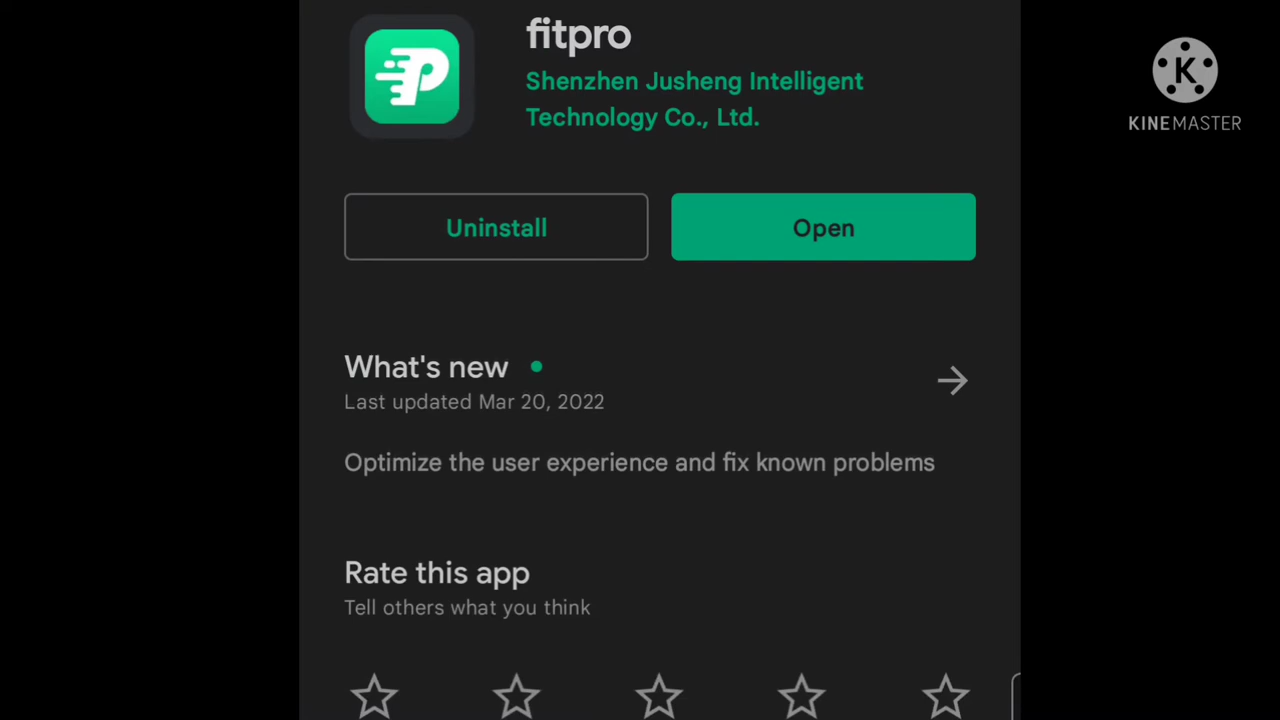 fitpro
Shenzhen Jusheng Intelligent
Technology Co., Ltd.
Uninstall
Open
What's new
Last updated Mar 20, 2022
Optimize the user experience and fix known problems
Rate this app
Tell others what you think
K
KINEMASTER